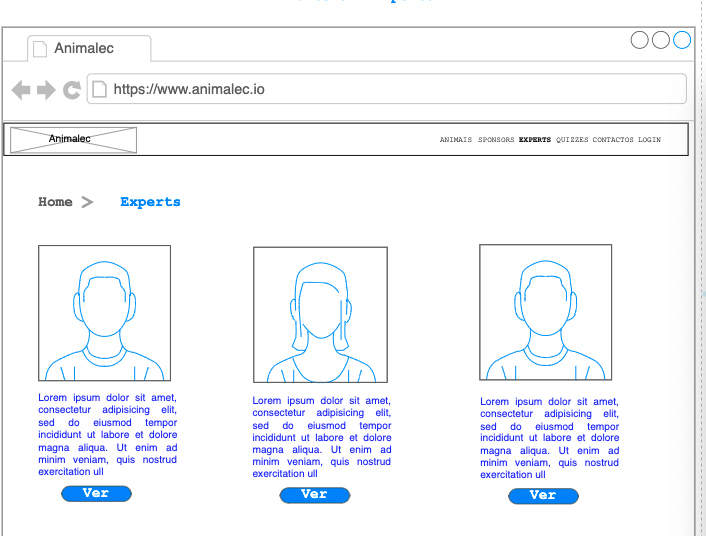 Animalec
https://www.animalec.io
Animalec
ANIMAIS SPONSORS EXPERTS QUIZZES CONTACTOS LOGIN
Home > Experts
Lorem ipsum dolor sit amet,
consectetur adipisicing elit,
sed do eiusmod tempor
incididunt ut labore et dolore
magna aliqua. Ut enim ad
minim veniam, quis nostrud
exercitation ull
Ver
Lorem ipsum dolor sit amet,
consectetur adipisicing elit,
sed do eiusmod tempor
incididunt ut labore et dolore
magna aliqua. Ut enim ad
minim veniam, quis nostrud
exercitation ull
Ver
Lorem ipsum dolor sit amet,
consectetur adipisicing elit,
sed do eiusmod tempor
incididunt ut labore et dolore
magna aliqua. Ut enim ad
minim veniam, quis nostrud
exercitation ull
Ver